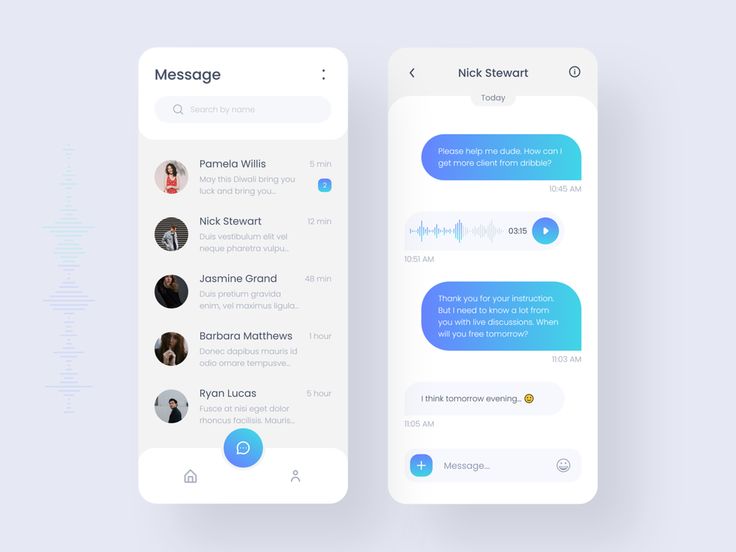 Message
Search by name
Pamela Willis
5 min
May this Diwali bring you
luck and bring you...
2
Nick Stewart
12 min
Duis vestibulum elit vel
neque pharetra vulpu...
Jasmine Grand
48 min
Duis pretium gravida
enim, vel maximus ligula..
Barbara Matthews
1 hour
Donec dapibus mauris id
odio ornare tempusve...
Ryan Lucas
5 hour
Fusce at nisi eget dolor
rhoncus facilisis. Mauris...
Nick Stewart
Today
Please help me dude. How can I
get more client from dribble?
10:45 AM
03:15
10:51 AM
Thank you for your instruction.
But I need to know a lot from
you with live discussions. When
will you free tomorrow?
11:03 AM
I think tomorrow evening...
11:05 AM
Message...